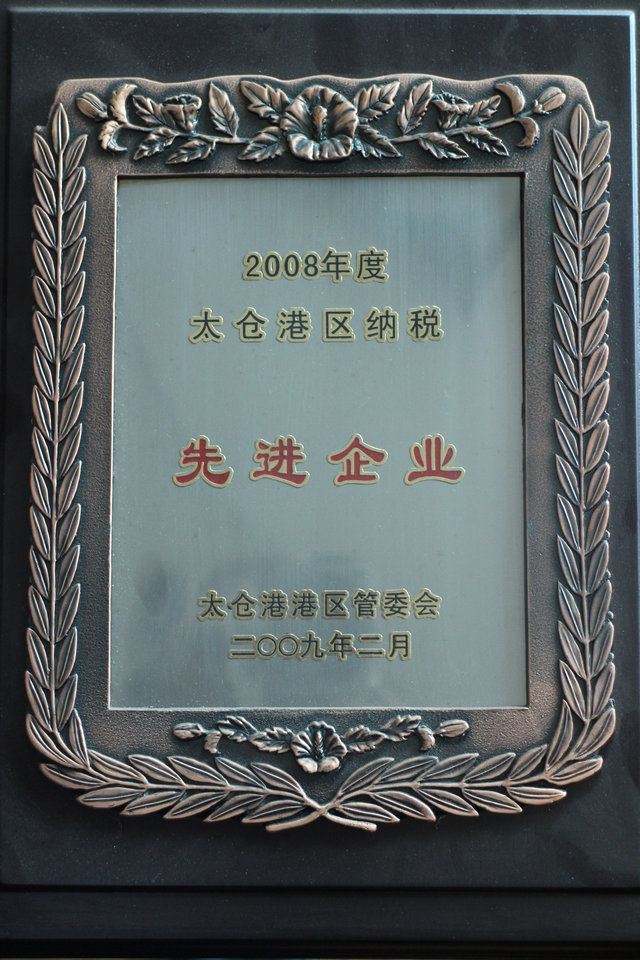 2008年度
太仓港区纳税
先进企业
太仓港港区管委会
二〇〇九年二月